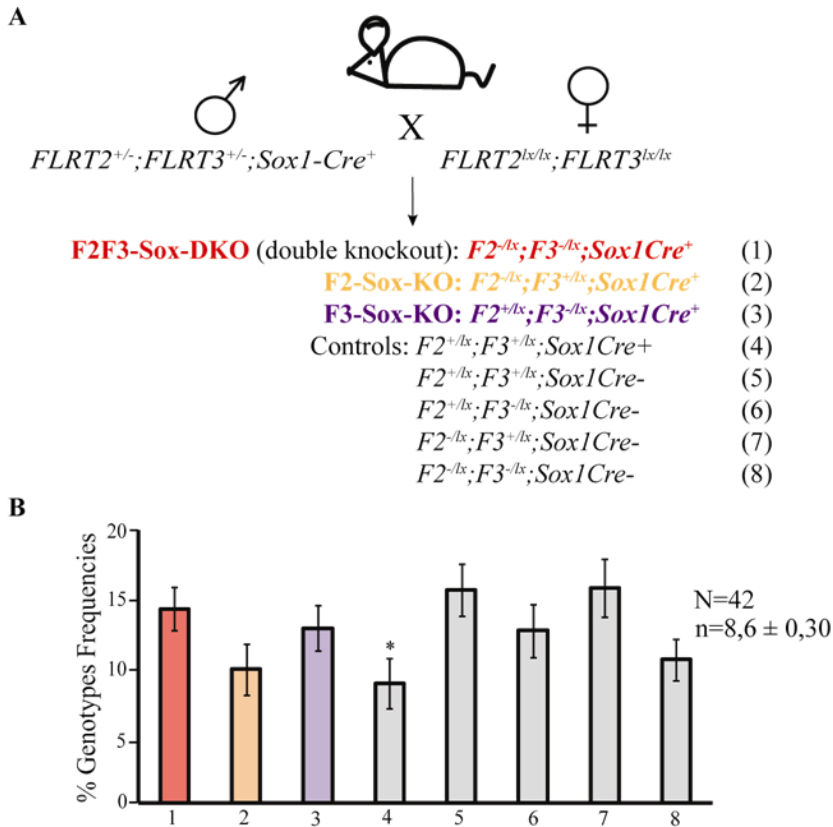 A
X
FLRT2+/-;FLRT3+/-;Sox1-Cre+ FLRT2lx/lx;FLRT3lx/lx
F2F3-Sox-DKO (double knockout): F2-/lx;F3-/lx;Sox1Cre+ (1)
F2-Sox-KO: F2-/lx;F3+/lx;Sox1Cre+ (2)
F3-Sox-KO: F2+/lx;F3-/lx;Sox1Cre+ (3)
Controls: F2+/lx;F3+/lx;Sox1Cre+ (4)
F2+/lx;F3+/lx;Sox1Cre- (5)
F2+/lx;F3-/lx;Sox1Cre- (6)
F2-/lx;F3+/lx;Sox1Cre- (7)
F2-/lx;F3-/lx;Sox1Cre- (8)
B
% Genotypes Frequencies
20
15
10
5
0
*
N=42
n=8,6 ± 0,30
1 2 3 4 5 6 7 8